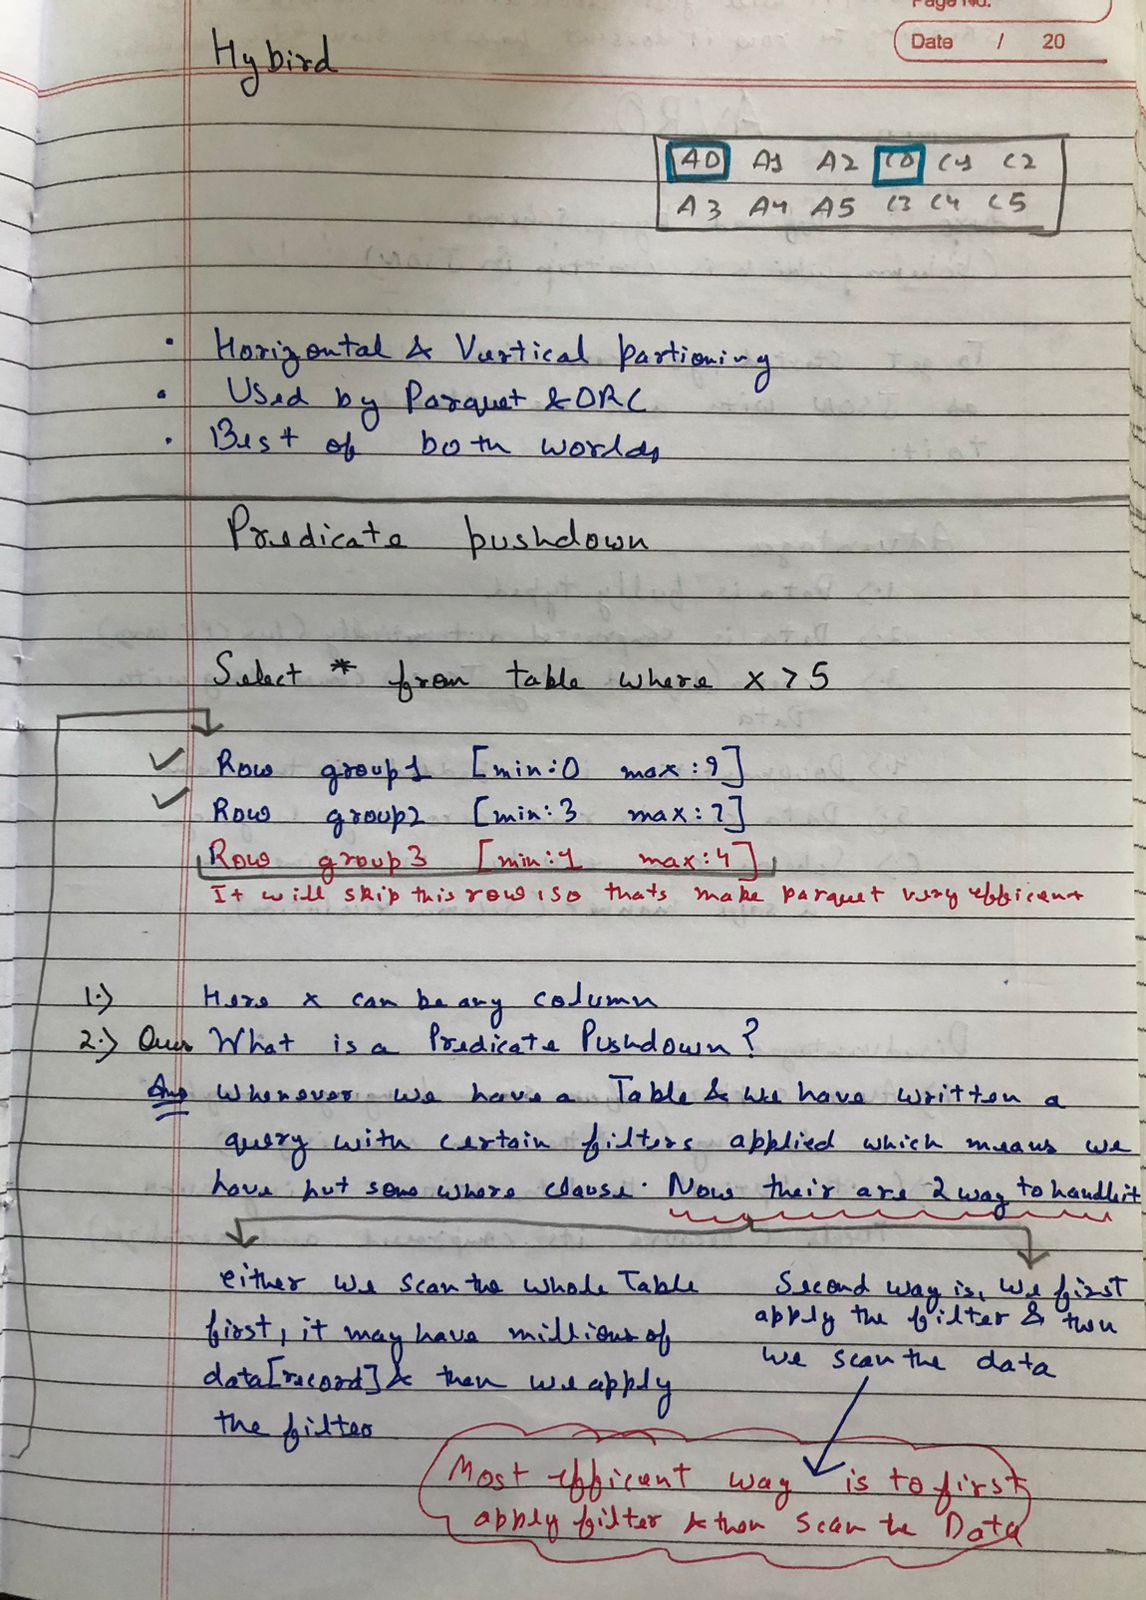 Page No.
Date / 20
Hybird
A0 A1 A2 C0 C1 C2
A3 A4 A5 C3 C4 C5
• Horizontal & Vertical partioning
• Used by Parquet & ORC
• Best of both worlds
Predicate pushdown
Select * from table where x > 5
✓ Row group1 [min:0 max:9]
✓ Row group2 [min:3 max:7]
Row group3 [min:1 max:4]
It will skip this row so thats make parquet very efficent
1.) Here x can be any column
2.) Ques What is a Predicate Pushdown?
Ans Whenever we have a Table & we have written a
query with certain filters applied which means we
have put some where clause. Now their are 2 way to handle it
either we scan the whole Table
first, it may have millions of
data[record] & then we apply
the filter
Second way is, we first
apply the filter & then
we scan the data
Most efficent way is to first
apply filter & then scan the Data